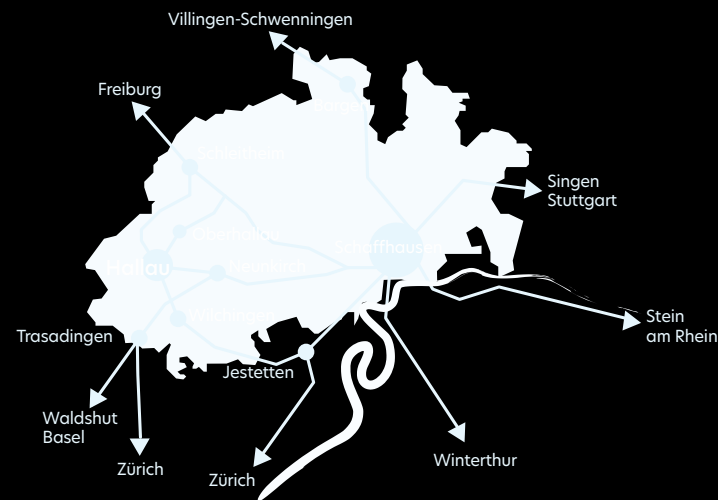 Villingen-Schwenningen
Freiburg
Bargen
Schleitheim
Singen
Stuttgart
Oberhallau
Schaffhausen
Hallau
Neunkirch
Wilchingen
Stein
am Rhein
Trasadingen
Jestetten
Waldshut
Basel
Zürich
Zürich
Winterthur